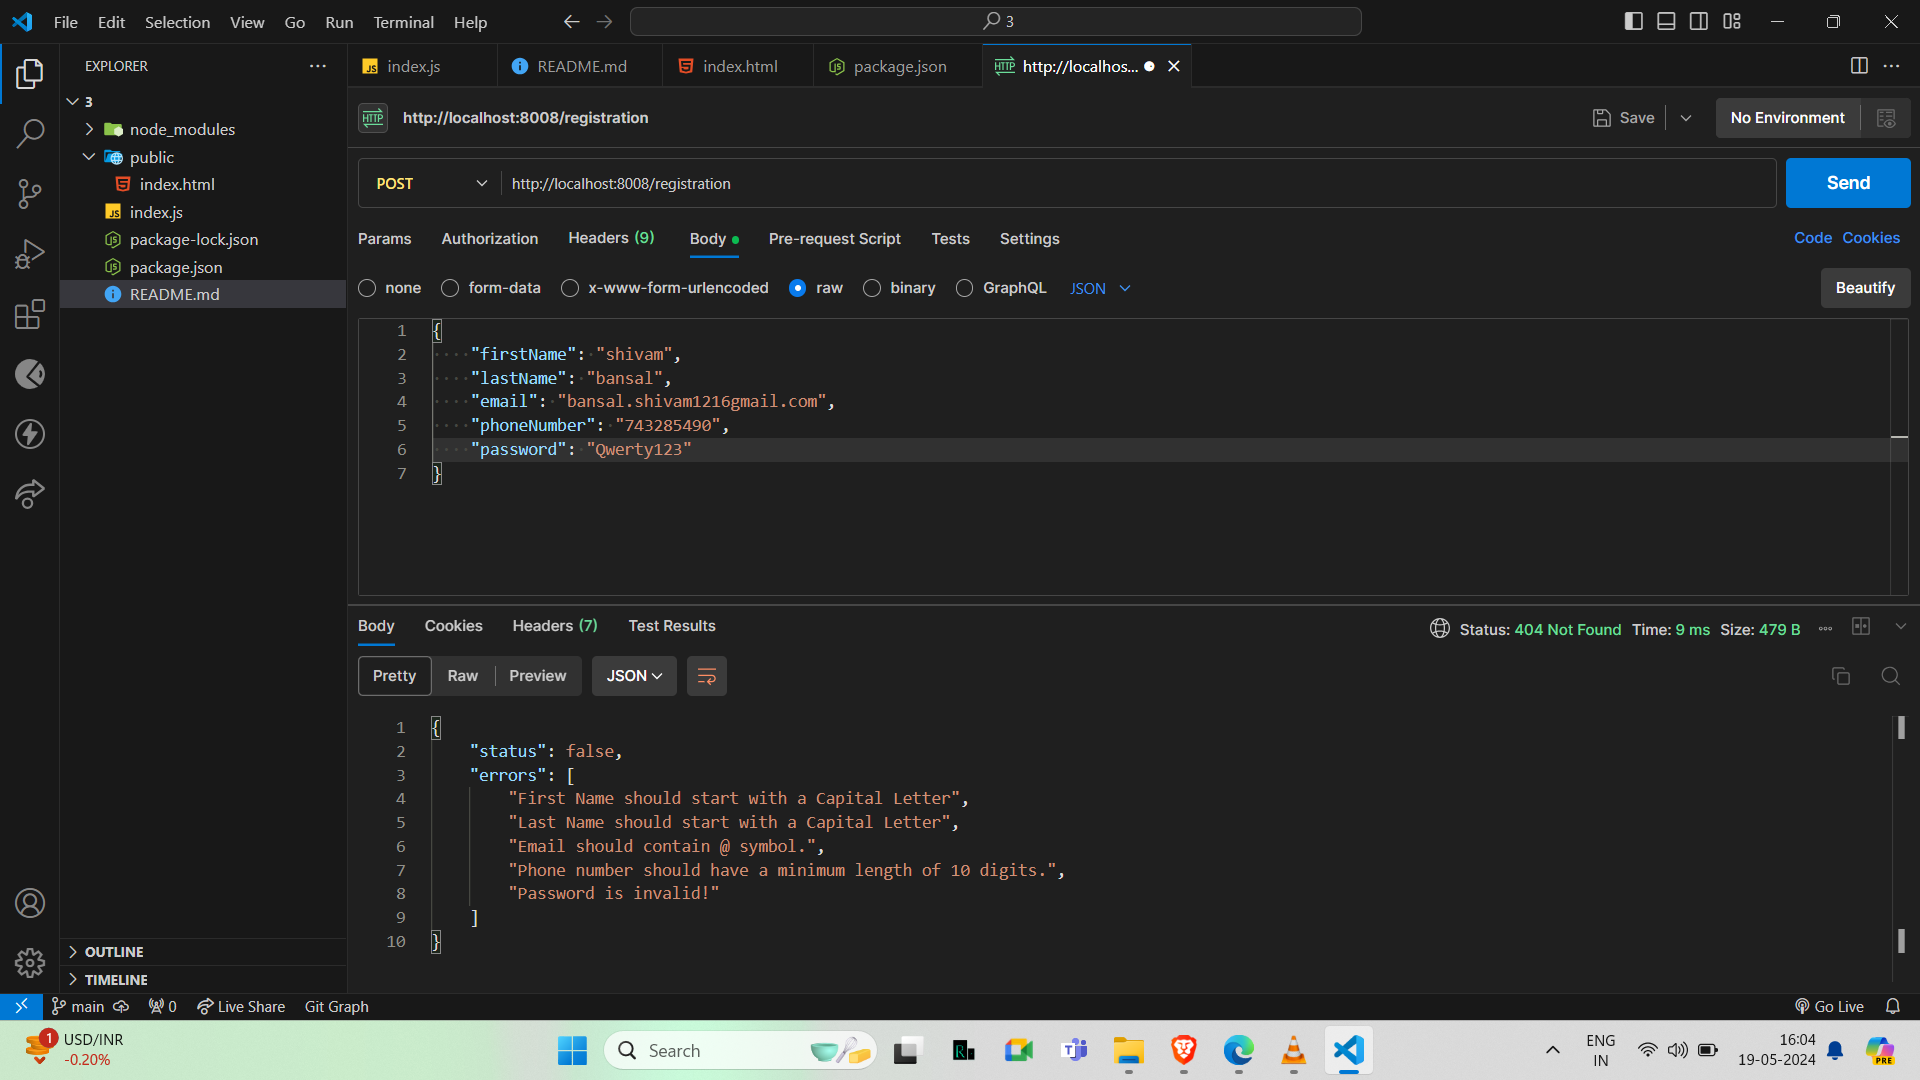 File Edit Selection View Go Run Terminal Help
3
EXPLORER
3
node_modules
public
index.html
index.js
package-lock.json
package.json
README.md
OUTLINE
TIMELINE
index.js README.md index.html package.json http://localhos...
HTTP http://localhost:8008/registration Save No Environment
POST http://localhost:8008/registration Send
Params Authorization Headers (9) Body Pre-request Script Tests Settings Code Cookies
none form-data x-www-form-urlencoded raw binary GraphQL JSON Beautify
1 {
2 "firstName": "shivam",
3 "lastName": "bansal",
4 "email": "bansal.shivam1216gmail.com",
5 "phoneNumber": "743285490",
6 "password": "Qwerty123"
7 }
Body Cookies Headers (7) Test Results Status: 404 Not Found Time: 9 ms Size: 479 B
Pretty Raw Preview JSON
1 {
2 "status": false,
3 "errors": [
4 "First Name should start with a Capital Letter",
5 "Last Name should start with a Capital Letter",
6 "Email should contain @ symbol.",
7 "Phone number should have a minimum length of 10 digits.",
8 "Password is invalid!"
9 ]
10 }
main 0 Live Share Git Graph Go Live
1 USD/INR
-0.20%
Search
ENG
IN
16:04
19-05-2024
PRE